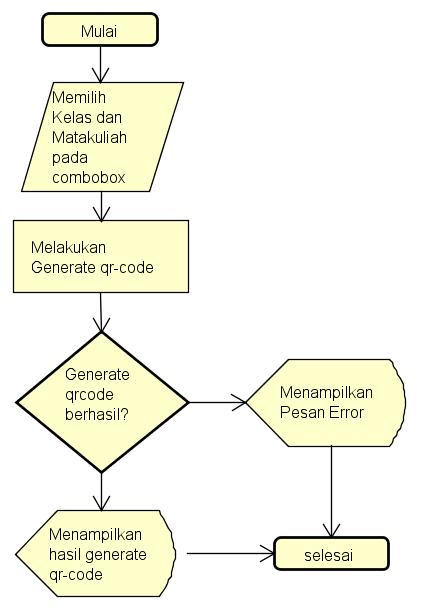 Mulai
Memilih
Kelas dan
Matakuliah
pada
combobox
Melakukan
Generate qr-code
Generate
qrcode
berhasil?
Menampilkan
Pesan Error
Menampilkan
hasil generate
qr-code
selesai